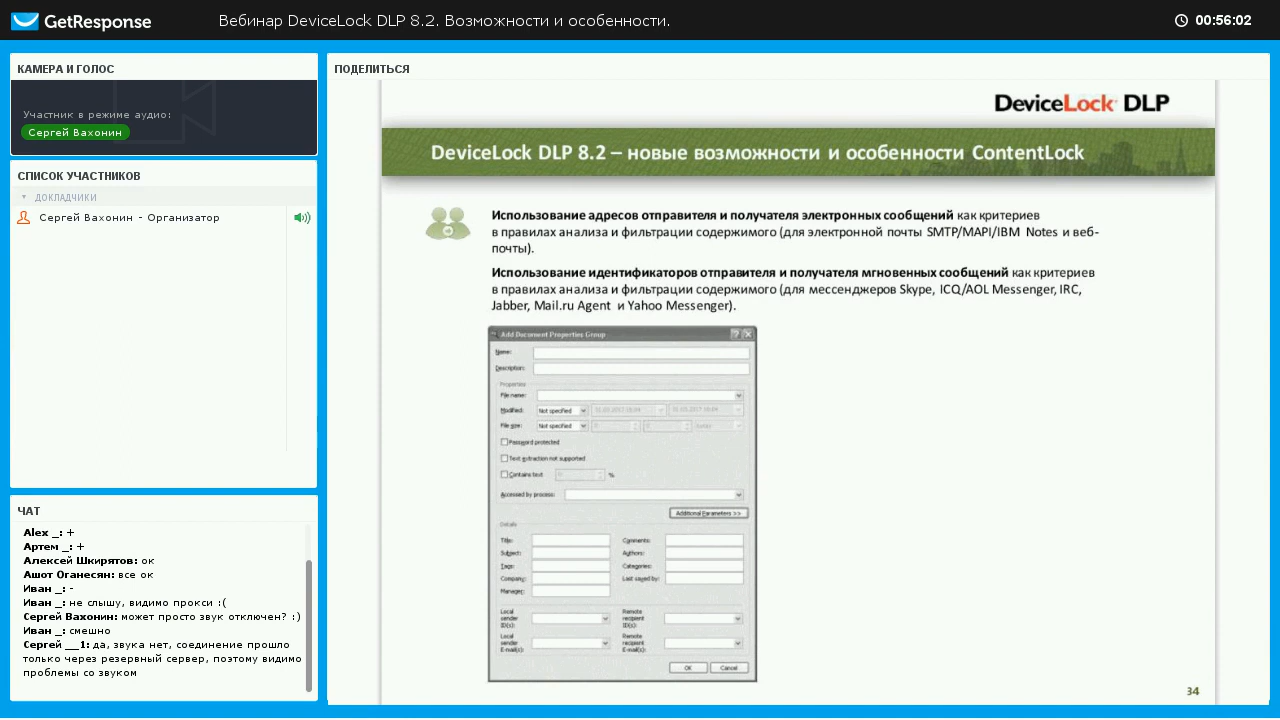 GetResponse
Вебинар DeviceLock DLP 8.2. Возможности и особенности.
00:56:02
КАМЕРА И ГОЛОС
Участник в режиме аудио:
Сергей Вахонин
СПИСОК УЧАСТНИКОВ
ДОКЛАДЧИКИ
Сергей Вахонин - Организатор
ЧАТ
Alex _: +
Артем _: +
Алексей Шкирятов: ок
Ашот Оганесян: все ок
Иван _: -
Иван _: не слышу, видимо прокси :(
Сергей Вахонин: может просто звук отключен? :)
Иван _: смешно
Сергей __1: да, звука нет, соединение прошло
только через резервный сервер, поэтому видимо
проблемы со звуком
ПОДЕЛИТЬСЯ
DeviceLock DLP
DeviceLock DLP 8.2 – новые возможности и особенности ContentLock
Использование адресов отправителя и получателя электронных сообщений как критериев
в правилах анализа и фильтрации содержимого (для электронной почты SMTP/MAPI/IBM Notes и веб-
почты).
Использование идентификаторов отправителя и получателя мгновенных сообщений как критериев
в правилах анализа и фильтрации содержимого (для мессенджеров Skype, ICQ/AOL Messenger, IRC,
Jabber, Mail.ru Agent и Yahoo Messenger).
Add Document Properties Group
Name:
Description:
Properties
File name:
Modified: Not specified
File size: Not specified
Password protected
Text extraction not supported
Contains text %
Accessed by process:
Additional Parameters >>
Details
Title: Comments:
Subject: Authors:
Tags: Categories:
Company: Last saved by:
Manager:
Local Remote
sender recipient
ID(s): ID(s):
Local Remote
sender recipient
E-mail(s): E-mail(s):
OK Cancel
34